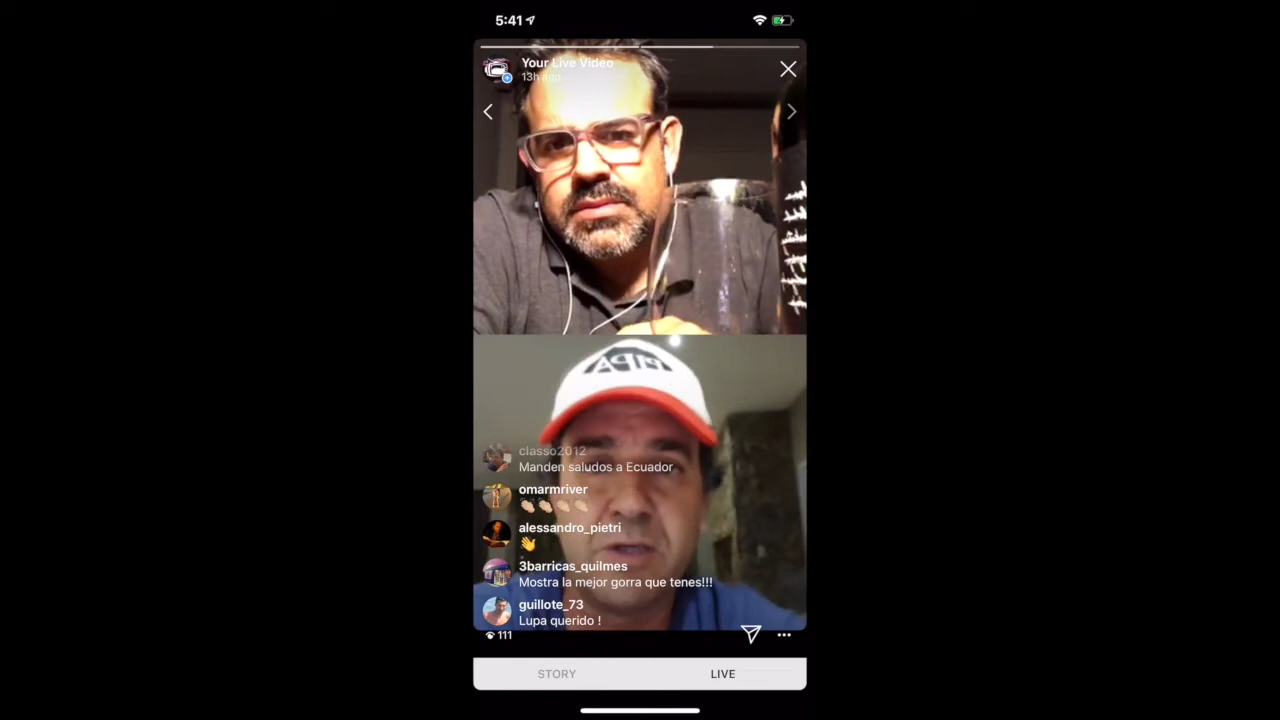 5:41
Your Live Video
13h ago
classo2012
Manden saludos a Ecuador
omarmriver
👏🏻👏🏻👏🏻👏🏻
alessandro_pietri
👋
3barricas_quilmes
Mostra la mejor gorra que tenes!!!
guillote_73
Lupa querido !
111
STORY
LIVE